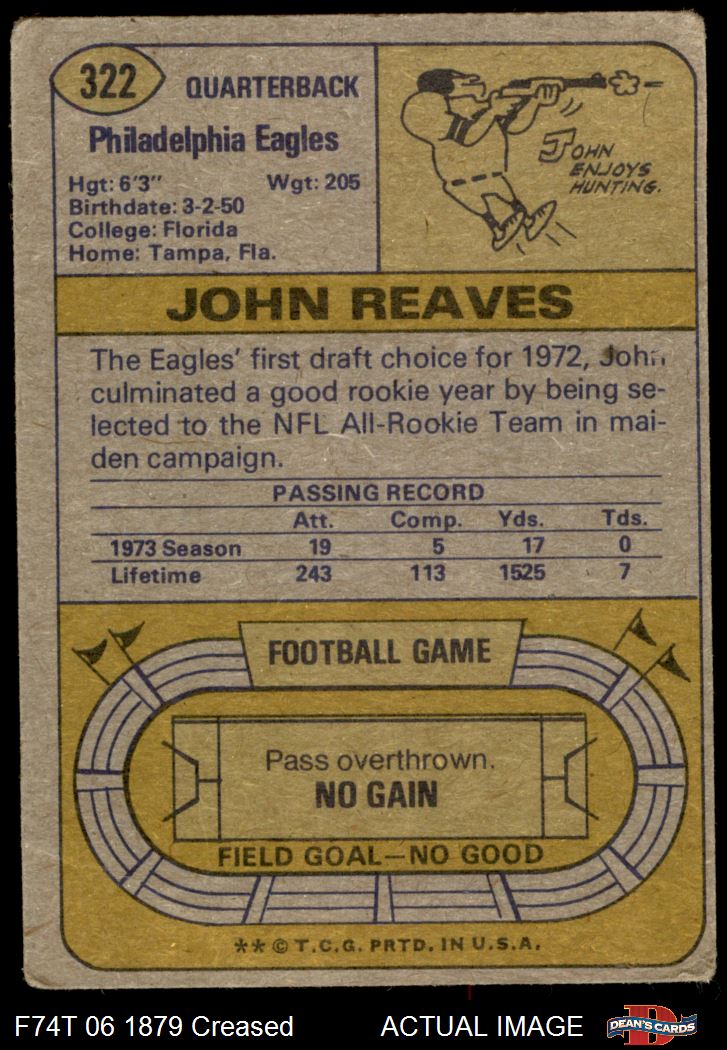 322
QUARTERBACK
Philadelphia Eagles
Hgt: 6'3" Wgt: 205
Birthdate: 3-2-50
College: Florida
Home: Tampa, Fla.
JOHN
ENJOYS
HUNTING.
JOHN REAVES
The Eagles' first draft choice for 1972, John
culminated a good rookie year by being se-
lected to the NFL All-Rookie Team in mai-
den campaign.
PASSING RECORD
Att. Comp. Yds. Tds.
1973 Season 19 5 17 0
Lifetime 243 113 1525 7
FOOTBALL GAME
Pass overthrown.
NO GAIN
FIELD GOAL—NO GOOD
** © T.C.G. PRTD. IN U.S.A.
F74T 06 1879 Creased ACTUAL IMAGE
D
DEAN'S CARDS